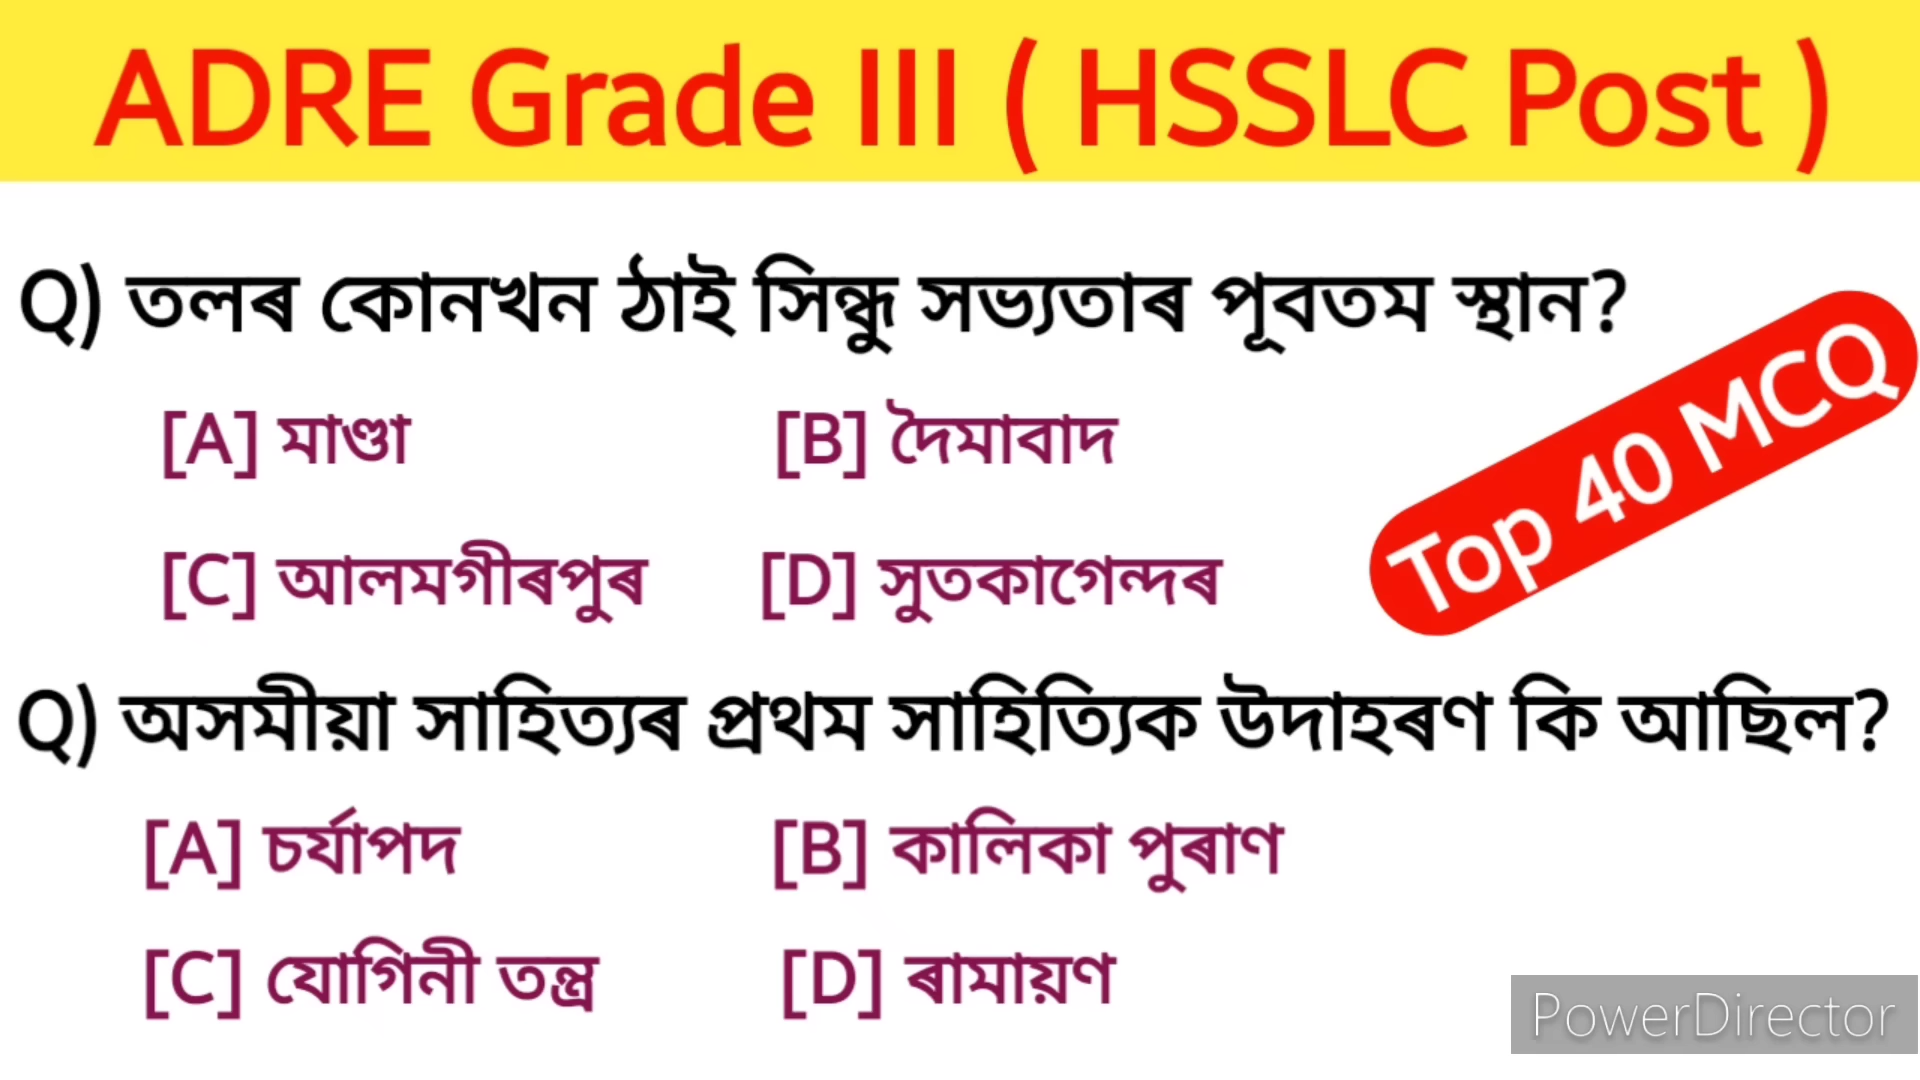 ADRE Grade III ( HSSLC Post )
Q) তলৰ কোনখন ঠাই সিন্ধু সভ্যতাৰ পূবতম স্থান?
[A] মাণ্ডা [B] দৈমাবাদ
[C] আলমগীৰপুৰ [D] সুতকাগেন্দৰ
Top 40 MCQ
Q) অসমীয়া সাহিত্যৰ প্ৰথম সাহিত্যিক উদাহৰণ কি আছিল?
[A] চৰ্যাপদ [B] কালিকা পুৰাণ
[C] যোগিনী তন্ত্ৰ [D] ৰামায়ণ
PowerDirector